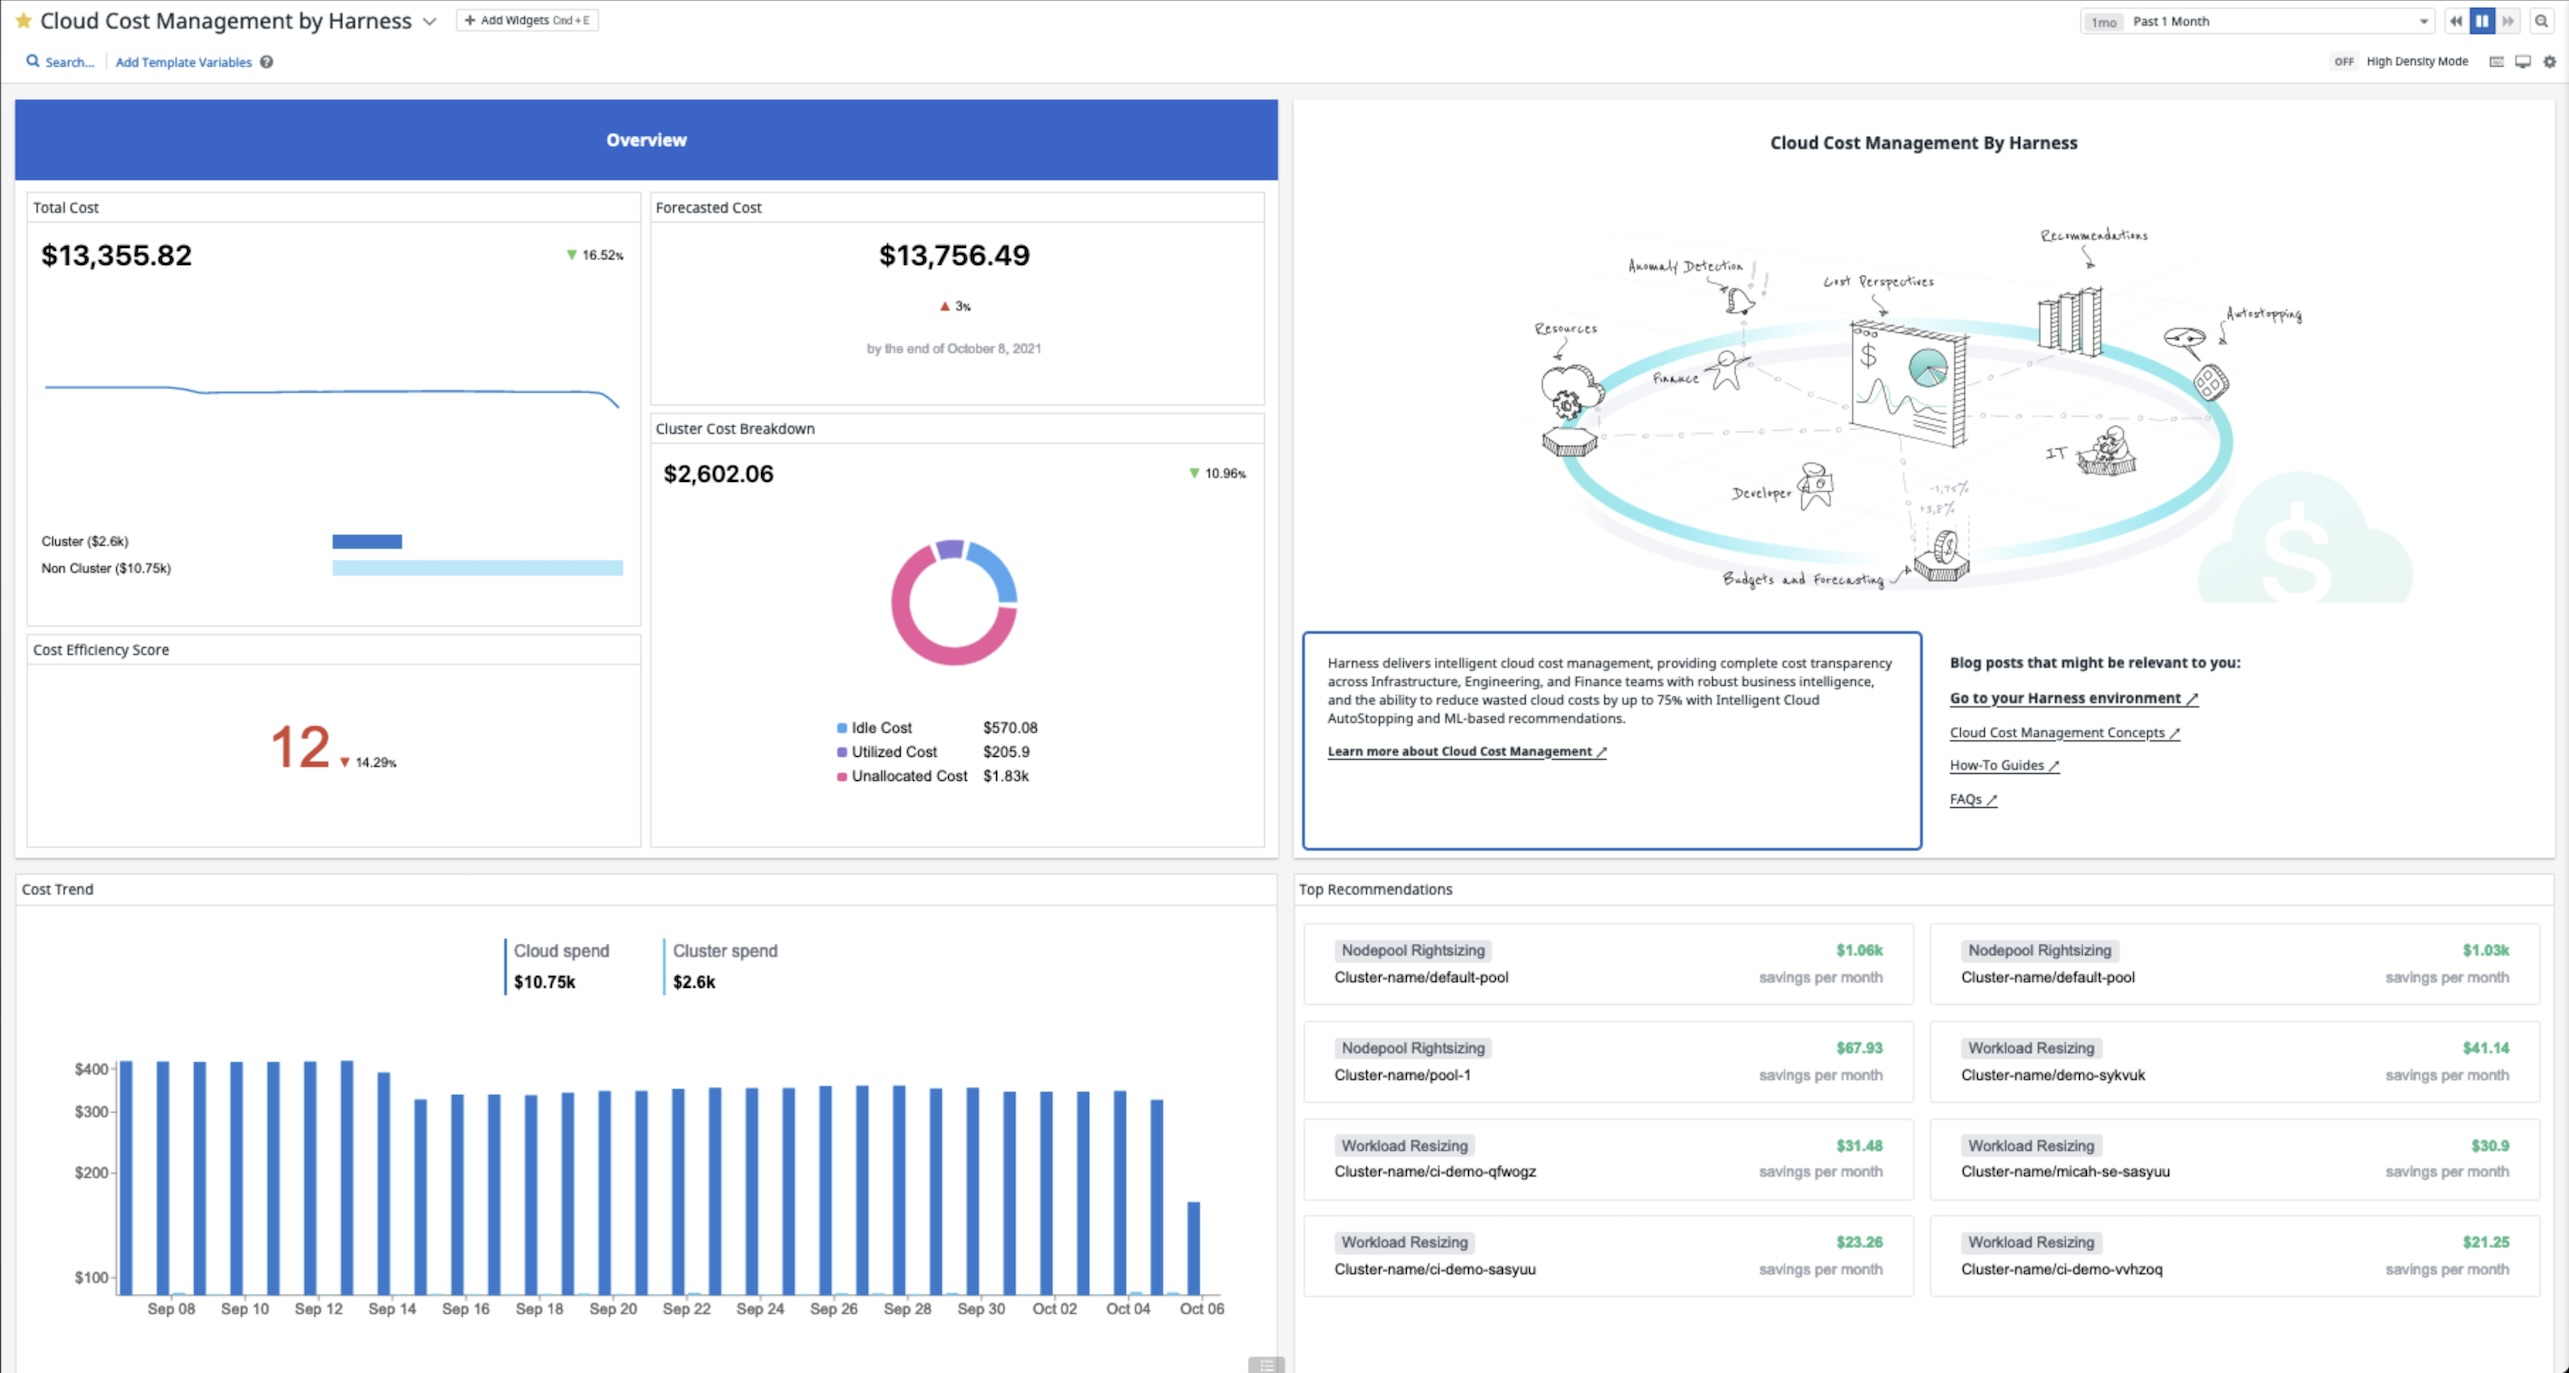 Cloud Cost Management by Harness
+ Add Widgets Cmd + E
1mo Past 1 Month
Search...
Add Template Variables ?
OFF High Density Mode
Overview
Total Cost
$13,355.82
▼ 16.52%
Cluster ($2.6k)
Non Cluster ($10.75k)
Cost Efficiency Score
12 ▼ 14.29%
Forecasted Cost
$13,756.49
▲ 3%
by the end of October 8, 2021
Cluster Cost Breakdown
$2,602.06
▼ 10.96%
Idle Cost $570.08
Utilized Cost $205.9
Unallocated Cost $1.83k
Cloud Cost Management By Harness
Recommendations
Anomaly Detection
Cost Perspectives
Autostopping
Resources
$
Finance
IT
Developer
-1,75%
+5,8%
Budgets and Forecasting
$
Harness delivers intelligent cloud cost management, providing complete cost transparency
across Infrastructure, Engineering, and Finance teams with robust business intelligence,
and the ability to reduce wasted cloud costs by up to 75% with Intelligent Cloud
AutoStopping and ML-based recommendations.
Learn more about Cloud Cost Management
Blog posts that might be relevant to you:
Go to your Harness environment
Cloud Cost Management Concepts
How-To Guides
FAQs
Cost Trend
Cloud spend
$10.75k
Cluster spend
$2.6k
$400
$300
$200
$100
Sep 08 Sep 10 Sep 12 Sep 14 Sep 16 Sep 18 Sep 20 Sep 22 Sep 24 Sep 26 Sep 28 Sep 30 Oct 02 Oct 04 Oct 06
Top Recommendations
Nodepool Rightsizing $1.06k
Cluster-name/default-pool savings per month
Nodepool Rightsizing $1.03k
Cluster-name/default-pool savings per month
Nodepool Rightsizing $67.93
Cluster-name/pool-1 savings per month
Workload Resizing $41.14
Cluster-name/demo-sykvuk savings per month
Workload Resizing $31.48
Cluster-name/ci-demo-qfwogz savings per month
Workload Resizing $30.9
Cluster-name/micah-se-sasyuu savings per month
Workload Resizing $23.26
Cluster-name/ci-demo-sasyuu savings per month
Workload Resizing $21.25
Cluster-name/ci-demo-vvhzoq savings per month